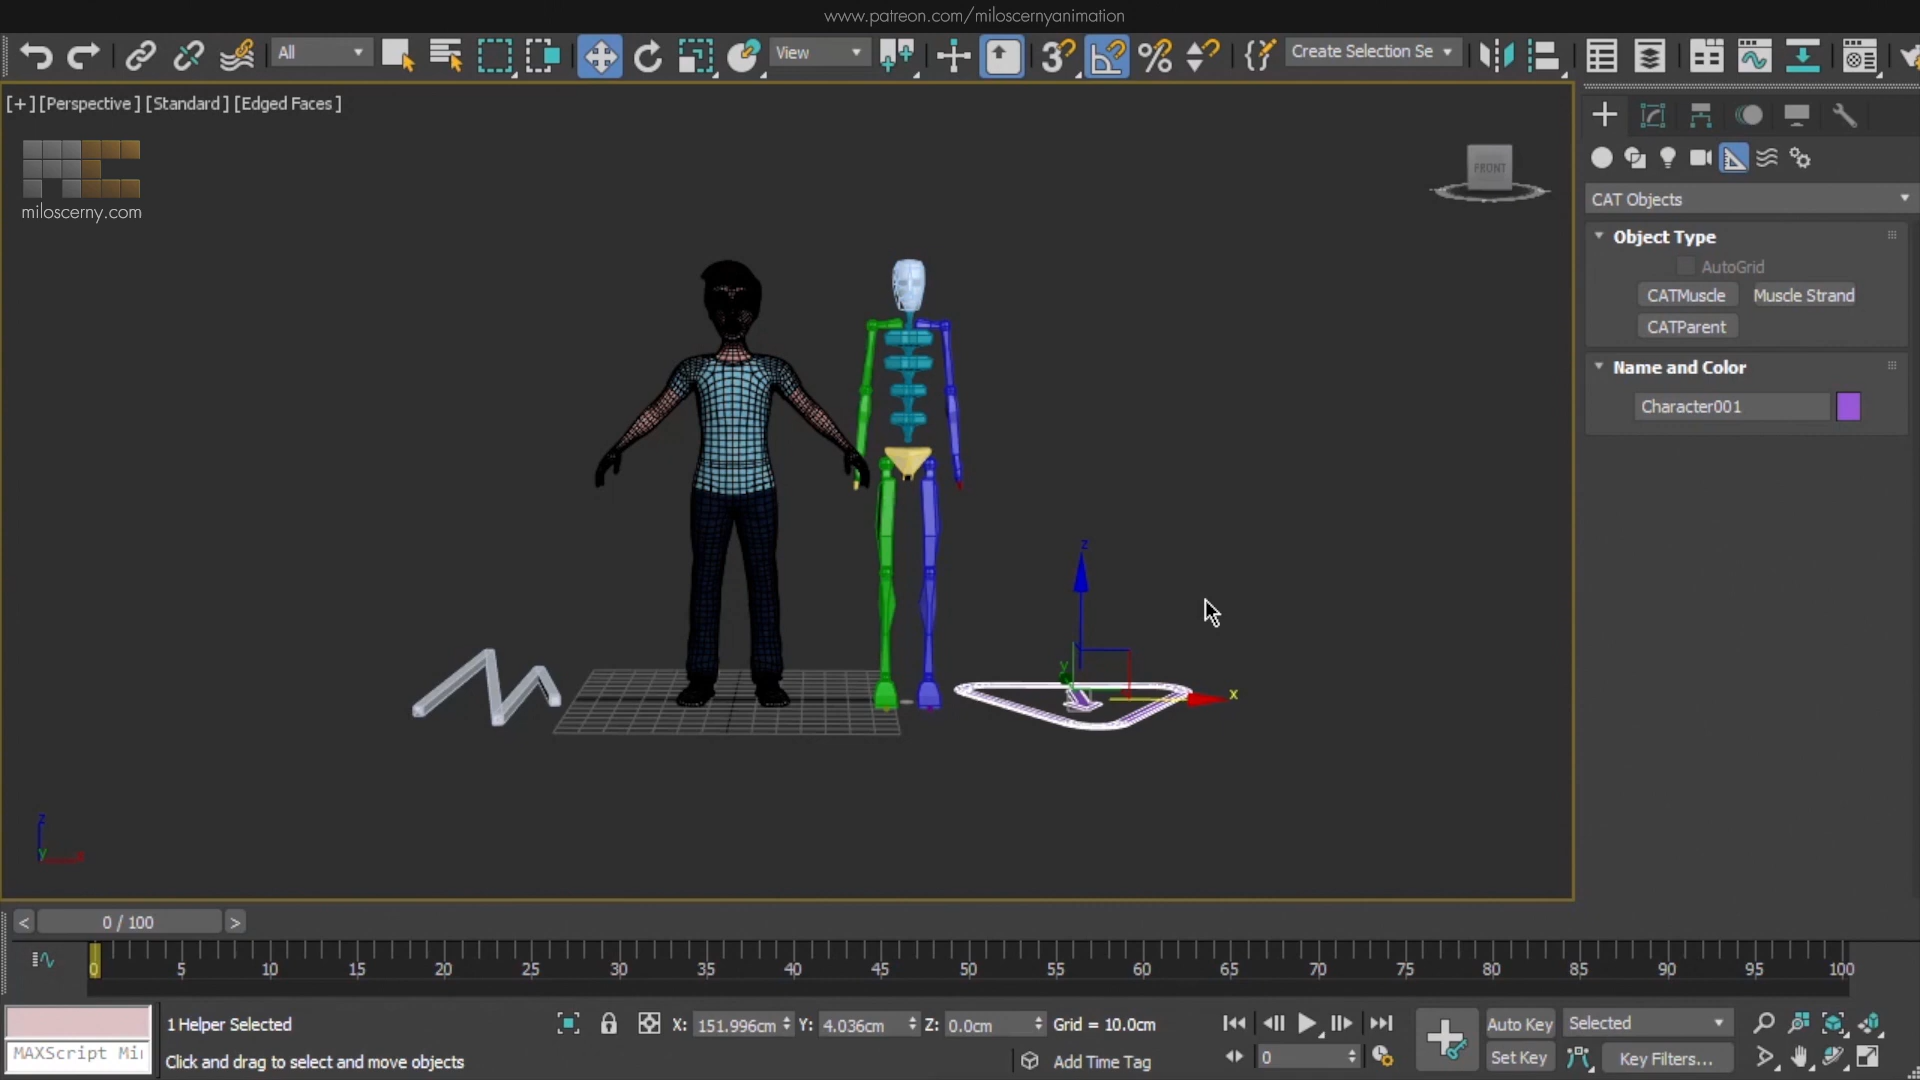 www.patreon.com/miloscernyanimation
All
View
Create Selection Se
[+] [Perspective ] [Standard ] [Edged Faces ]
miloscerny.com
FRONT
CAT Objects
Object Type
AutoGrid
CATMuscle
Muscle Strand
CATParent
Name and Color
Character001
z
y
x
z
y
x
< 0 / 100 >
0 5 10 15 20 25 30 35 40 45 50 55 60 65 70 75 80 85 90 95 100
1 Helper Selected
X: 151.996cm Y: 4.036cm Z: 0.0cm
Grid = 10.0cm
Auto Key
Selected
MAXScript Mi
Click and drag to select and move objects
Add Time Tag
0
Set Key
Key Filters...